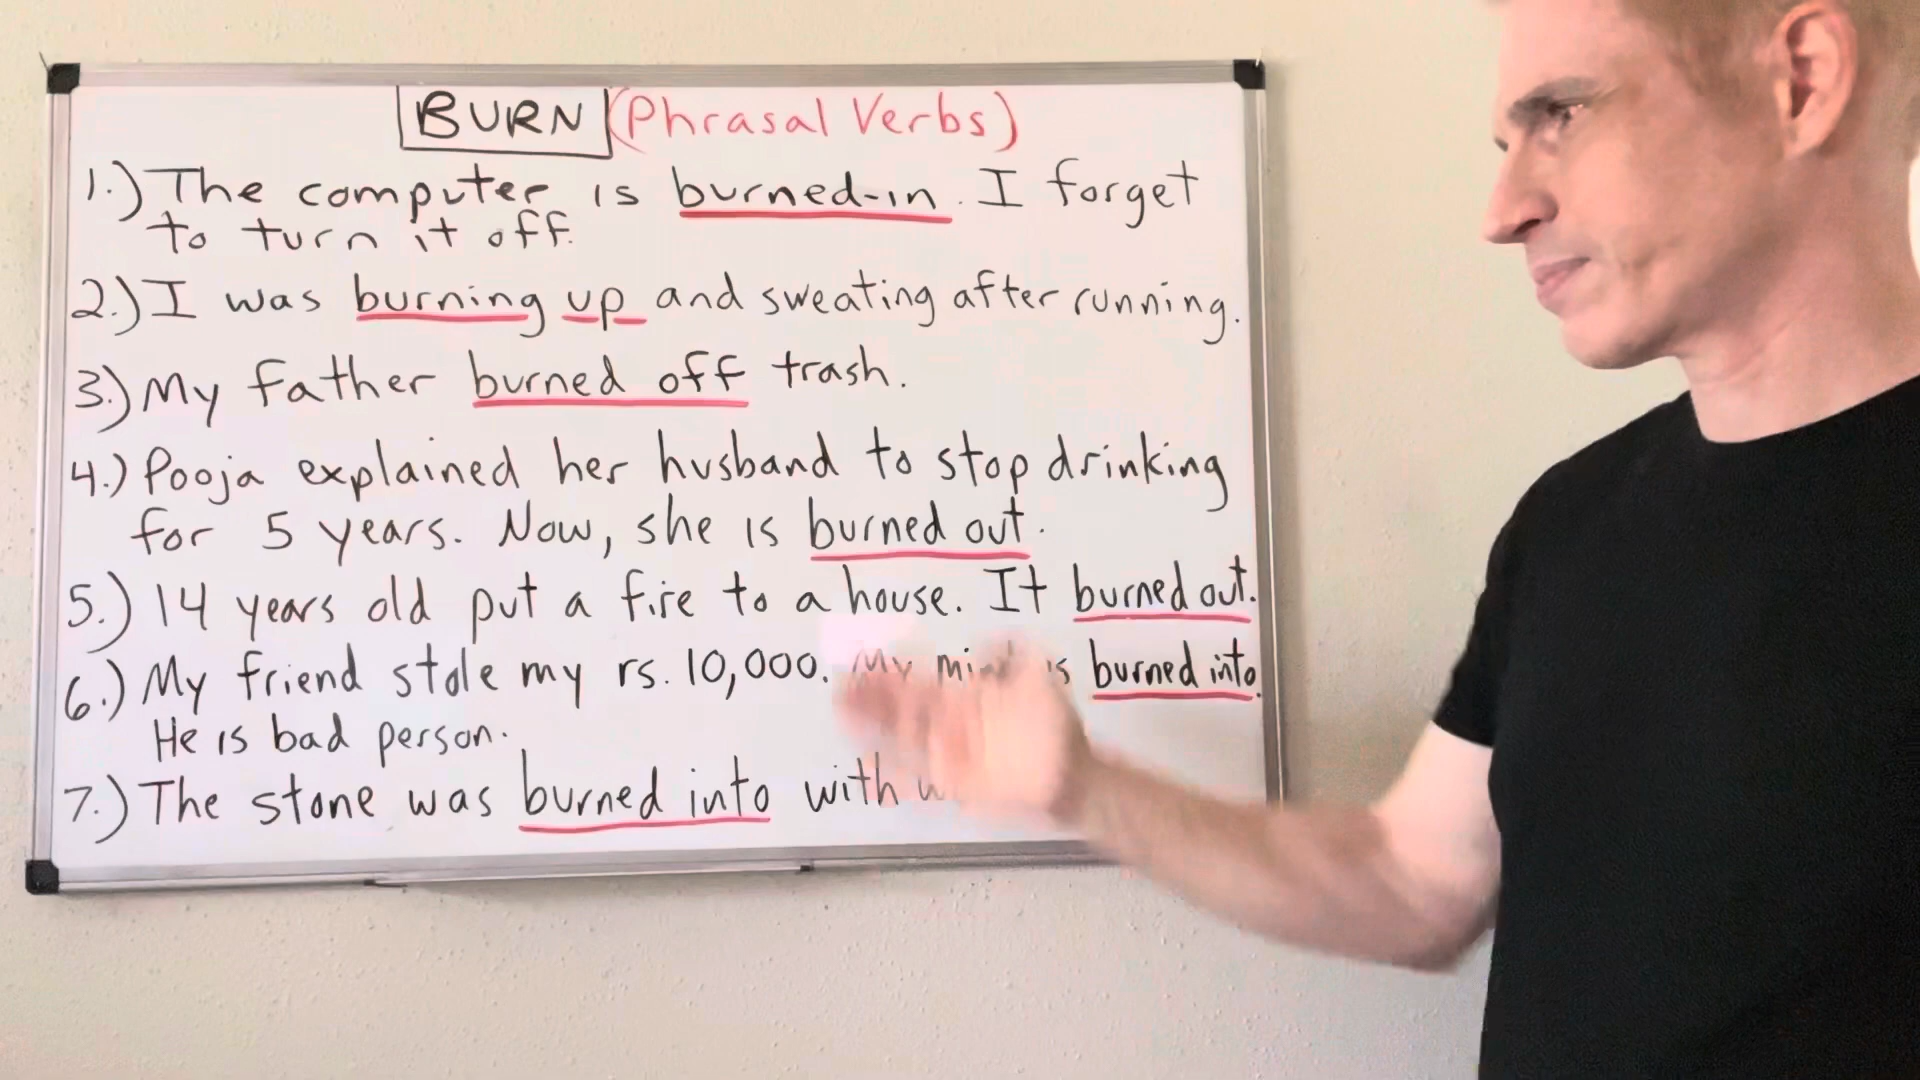 BURN (Phrasal Verbs)
1.) The computer is burned-in. I forget
to turn it off.
2.) I was burning up and sweating after running.
3.) My father burned off trash.
4.) Pooja explained her husband to stop drinking
for 5 years. Now, she is burned out.
5.) 14 years old put a fire to a house. It burned out.
6.) My friend stole my rs. 10,000. My mind is burned into.
He is bad person.
7.) The stone was burned into with